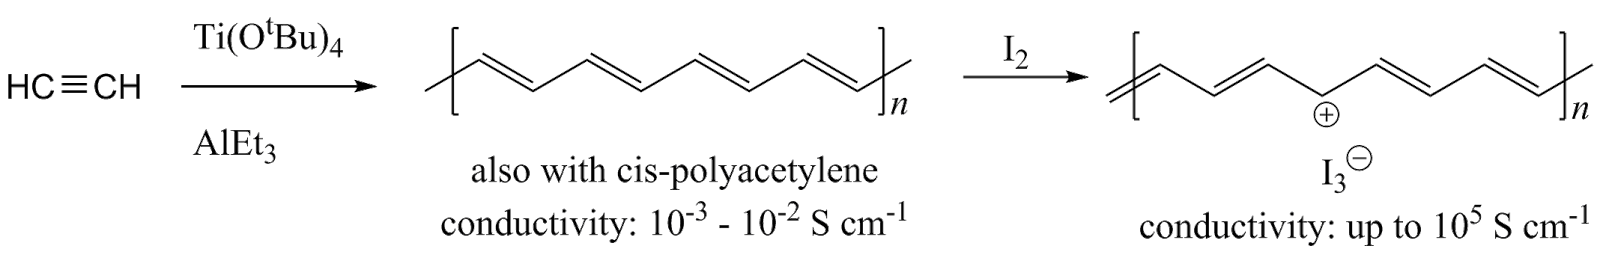 HC≡CH
Ti(OᵗBu)₄
AlEt₃
n
also with cis-polyacetylene
conductivity: 10⁻³ - 10⁻² S cm⁻¹
I₂
n
⊕
I₃⊖
conductivity: up to 10⁵ S cm⁻¹